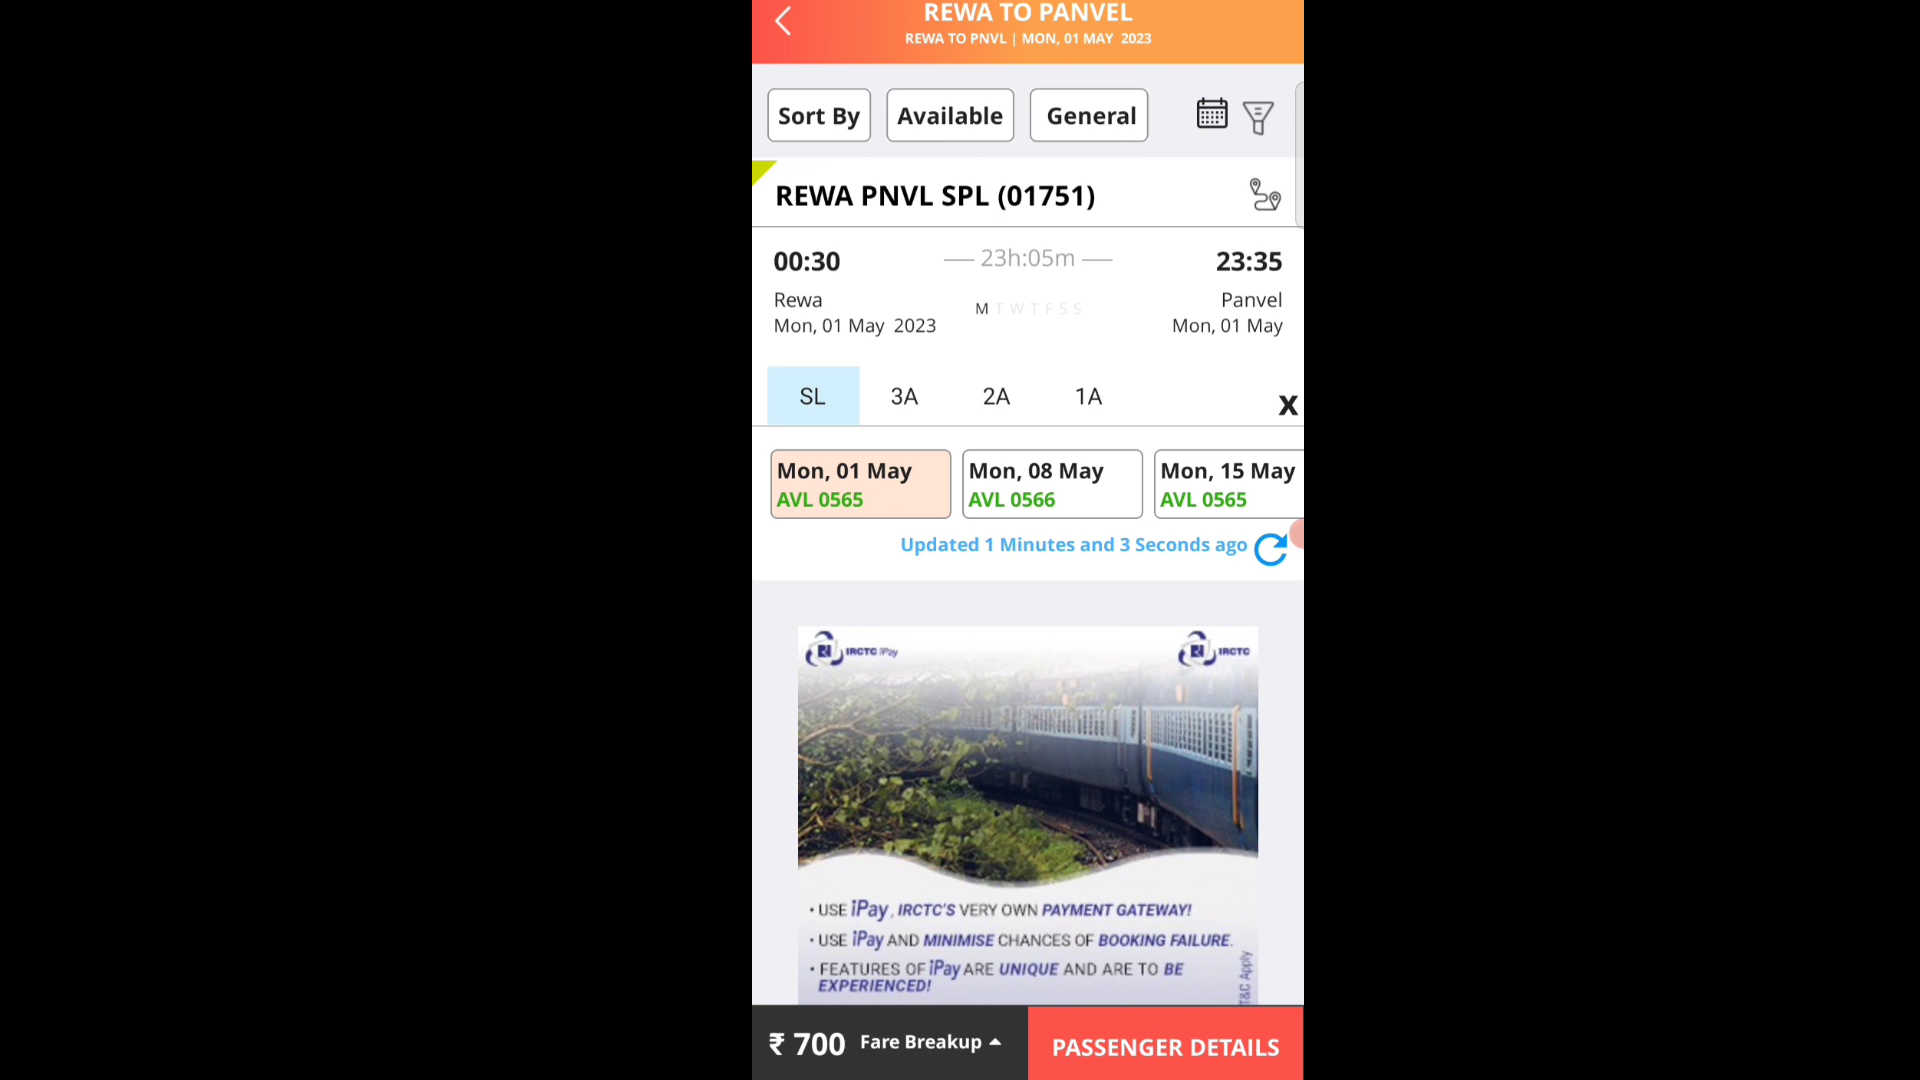 REWA TO PANVEL
REWA TO PNVL | MON, 01 MAY 2023
Sort By Available General
REWA PNVL SPL (01751)
00:30 23h:05m 23:35
Rewa M T W T F S S Panvel
Mon, 01 May 2023 Mon, 01 May
SL 3A 2A 1A X
Mon, 01 May Mon, 08 May Mon, 15 May
AVL 0565 AVL 0566 AVL 0565
Updated 1 Minutes and 3 Seconds ago
IRCTC iPay IRCTC
• USE iPay, IRCTC'S VERY OWN PAYMENT GATEWAY!
• USE iPay AND MINIMISE CHANCES OF BOOKING FAILURE.
• FEATURES OF iPay ARE UNIQUE AND ARE TO BE
EXPERIENCED!
T&C Apply
₹ 700 Fare Breakup PASSENGER DETAILS